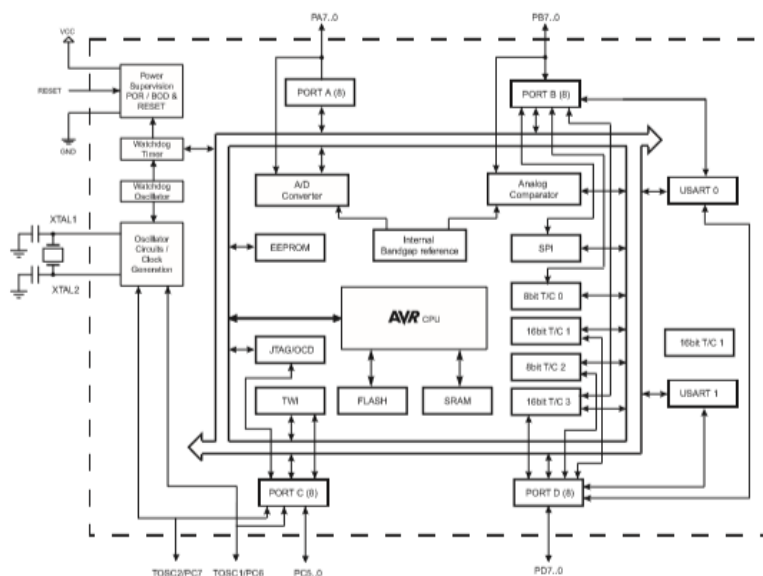 PA7..0
PB7..0
VCC
RESET
GND
Power
Supervision
POR / BOD &
RESET
PORT A (8)
PORT B (8)
Watchdog
Timer
Watchdog
Oscillator
A/D
Converter
Analog
Comparator
USART 0
XTAL1
XTAL2
Oscillator
Circuits /
Clock
Generation
EEPROM
Internal
Bandgap reference
SPI
8bit T/C 0
AVR CPU
16bit T/C 1
16bit T/C 1
JTAG/OCD
8bit T/C 2
TWI
FLASH
SRAM
16bit T/C 3
USART 1
PORT C (8)
PORT D (8)
TOSC2/PC7
TOSC1/PC6
PC5..0
PD7..0